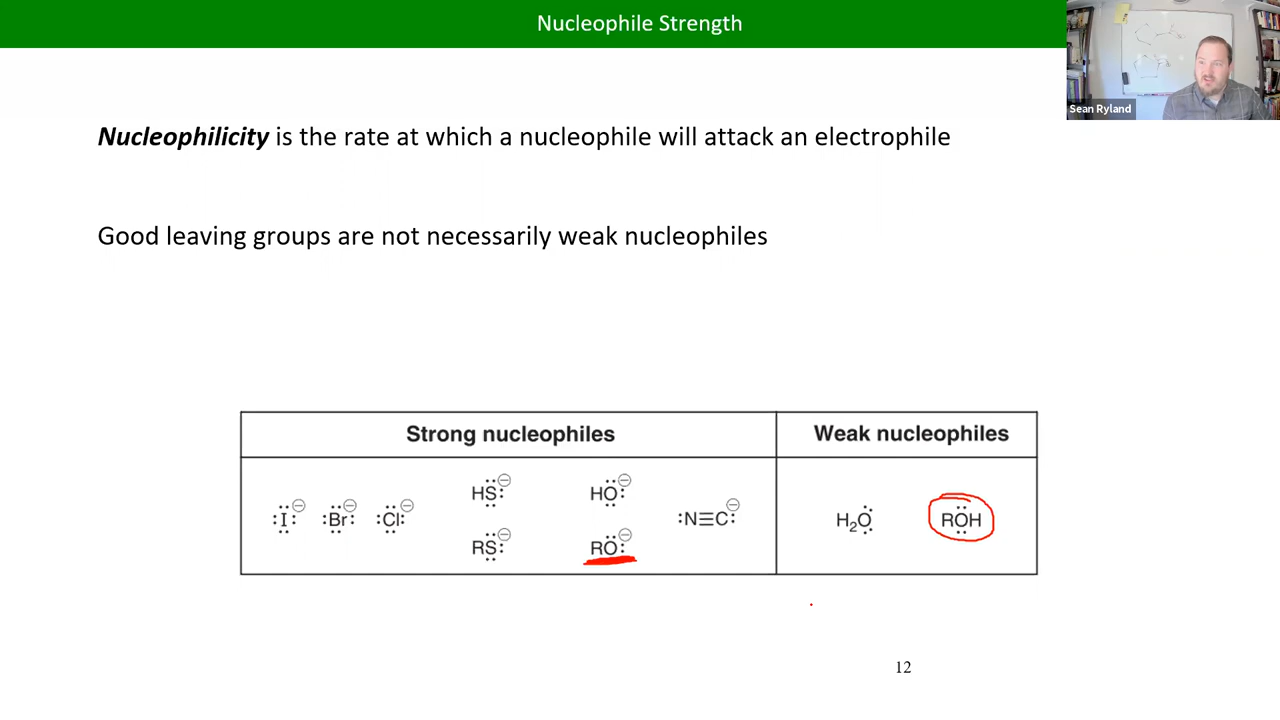 Nucleophile Strength
Sean Ryland
Nucleophilicity is the rate at which a nucleophile will attack an electrophile
Good leaving groups are not necessarily weak nucleophiles
Strong nucleophiles Weak nucleophiles
:I:⊖ :Br:⊖ :Cl:⊖ HS:⊖ HO:⊖ :N≡C:⊖ H₂O ROH
RS:⊖ RO:⊖
12